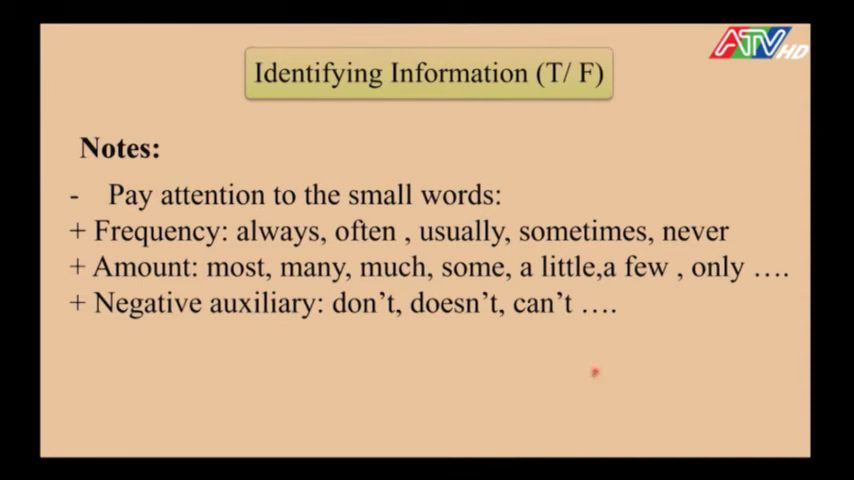 ATV HD
Identifying Information (T/ F)
Notes:
- Pay attention to the small words:
+ Frequency: always, often , usually, sometimes, never
+ Amount: most, many, much, some, a little,a few , only ….
+ Negative auxiliary: don’t, doesn’t, can’t ….